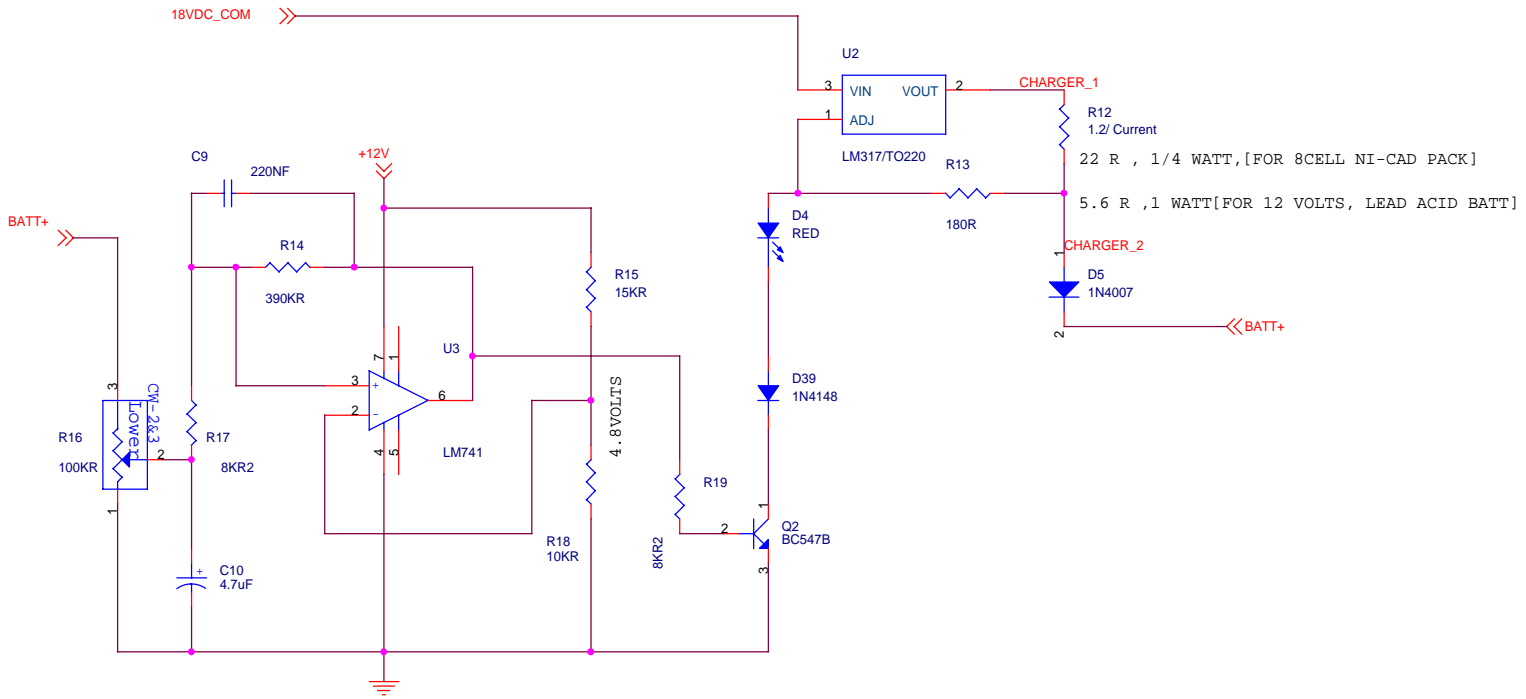 18VDC_COM
U2
3
VIN
VOUT
2
CHARGER_1
1
ADJ
LM317/TO220
R12
1.2/ Current
22 R , 1/4 WATT,[FOR 8CELL NI-CAD PACK]
R13
180R
5.6 R ,1 WATT[FOR 12 VOLTS, LEAD ACID BATT]
CHARGER_2
1
D5
1N4007
2
BATT+
C9
220NF
+12V
BATT+
R14
390KR
D4
RED
R15
15KR
U3
7
1
3
+
2
-
6
4
5
LM741
4.8VOLTS
D39
1N4148
3
CW-2&3
Lower
R16
100KR
2
1
R17
8KR2
R18
10KR
R19
8KR2
1
2
Q2
BC547B
3
+
C10
4.7uF